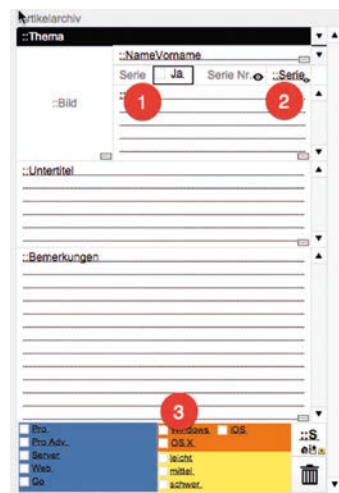 rtikelarchiv
::Thema
::NameVorname
Serie Ja Serie Nr. ::Serie
1 2
::Bild
::Untertitel
::Bemerkungen
3
Pro. Windows. iOS.
Pro Adv. OS X.
Server. leicht
Web. mittel.
Go schwer.
::S